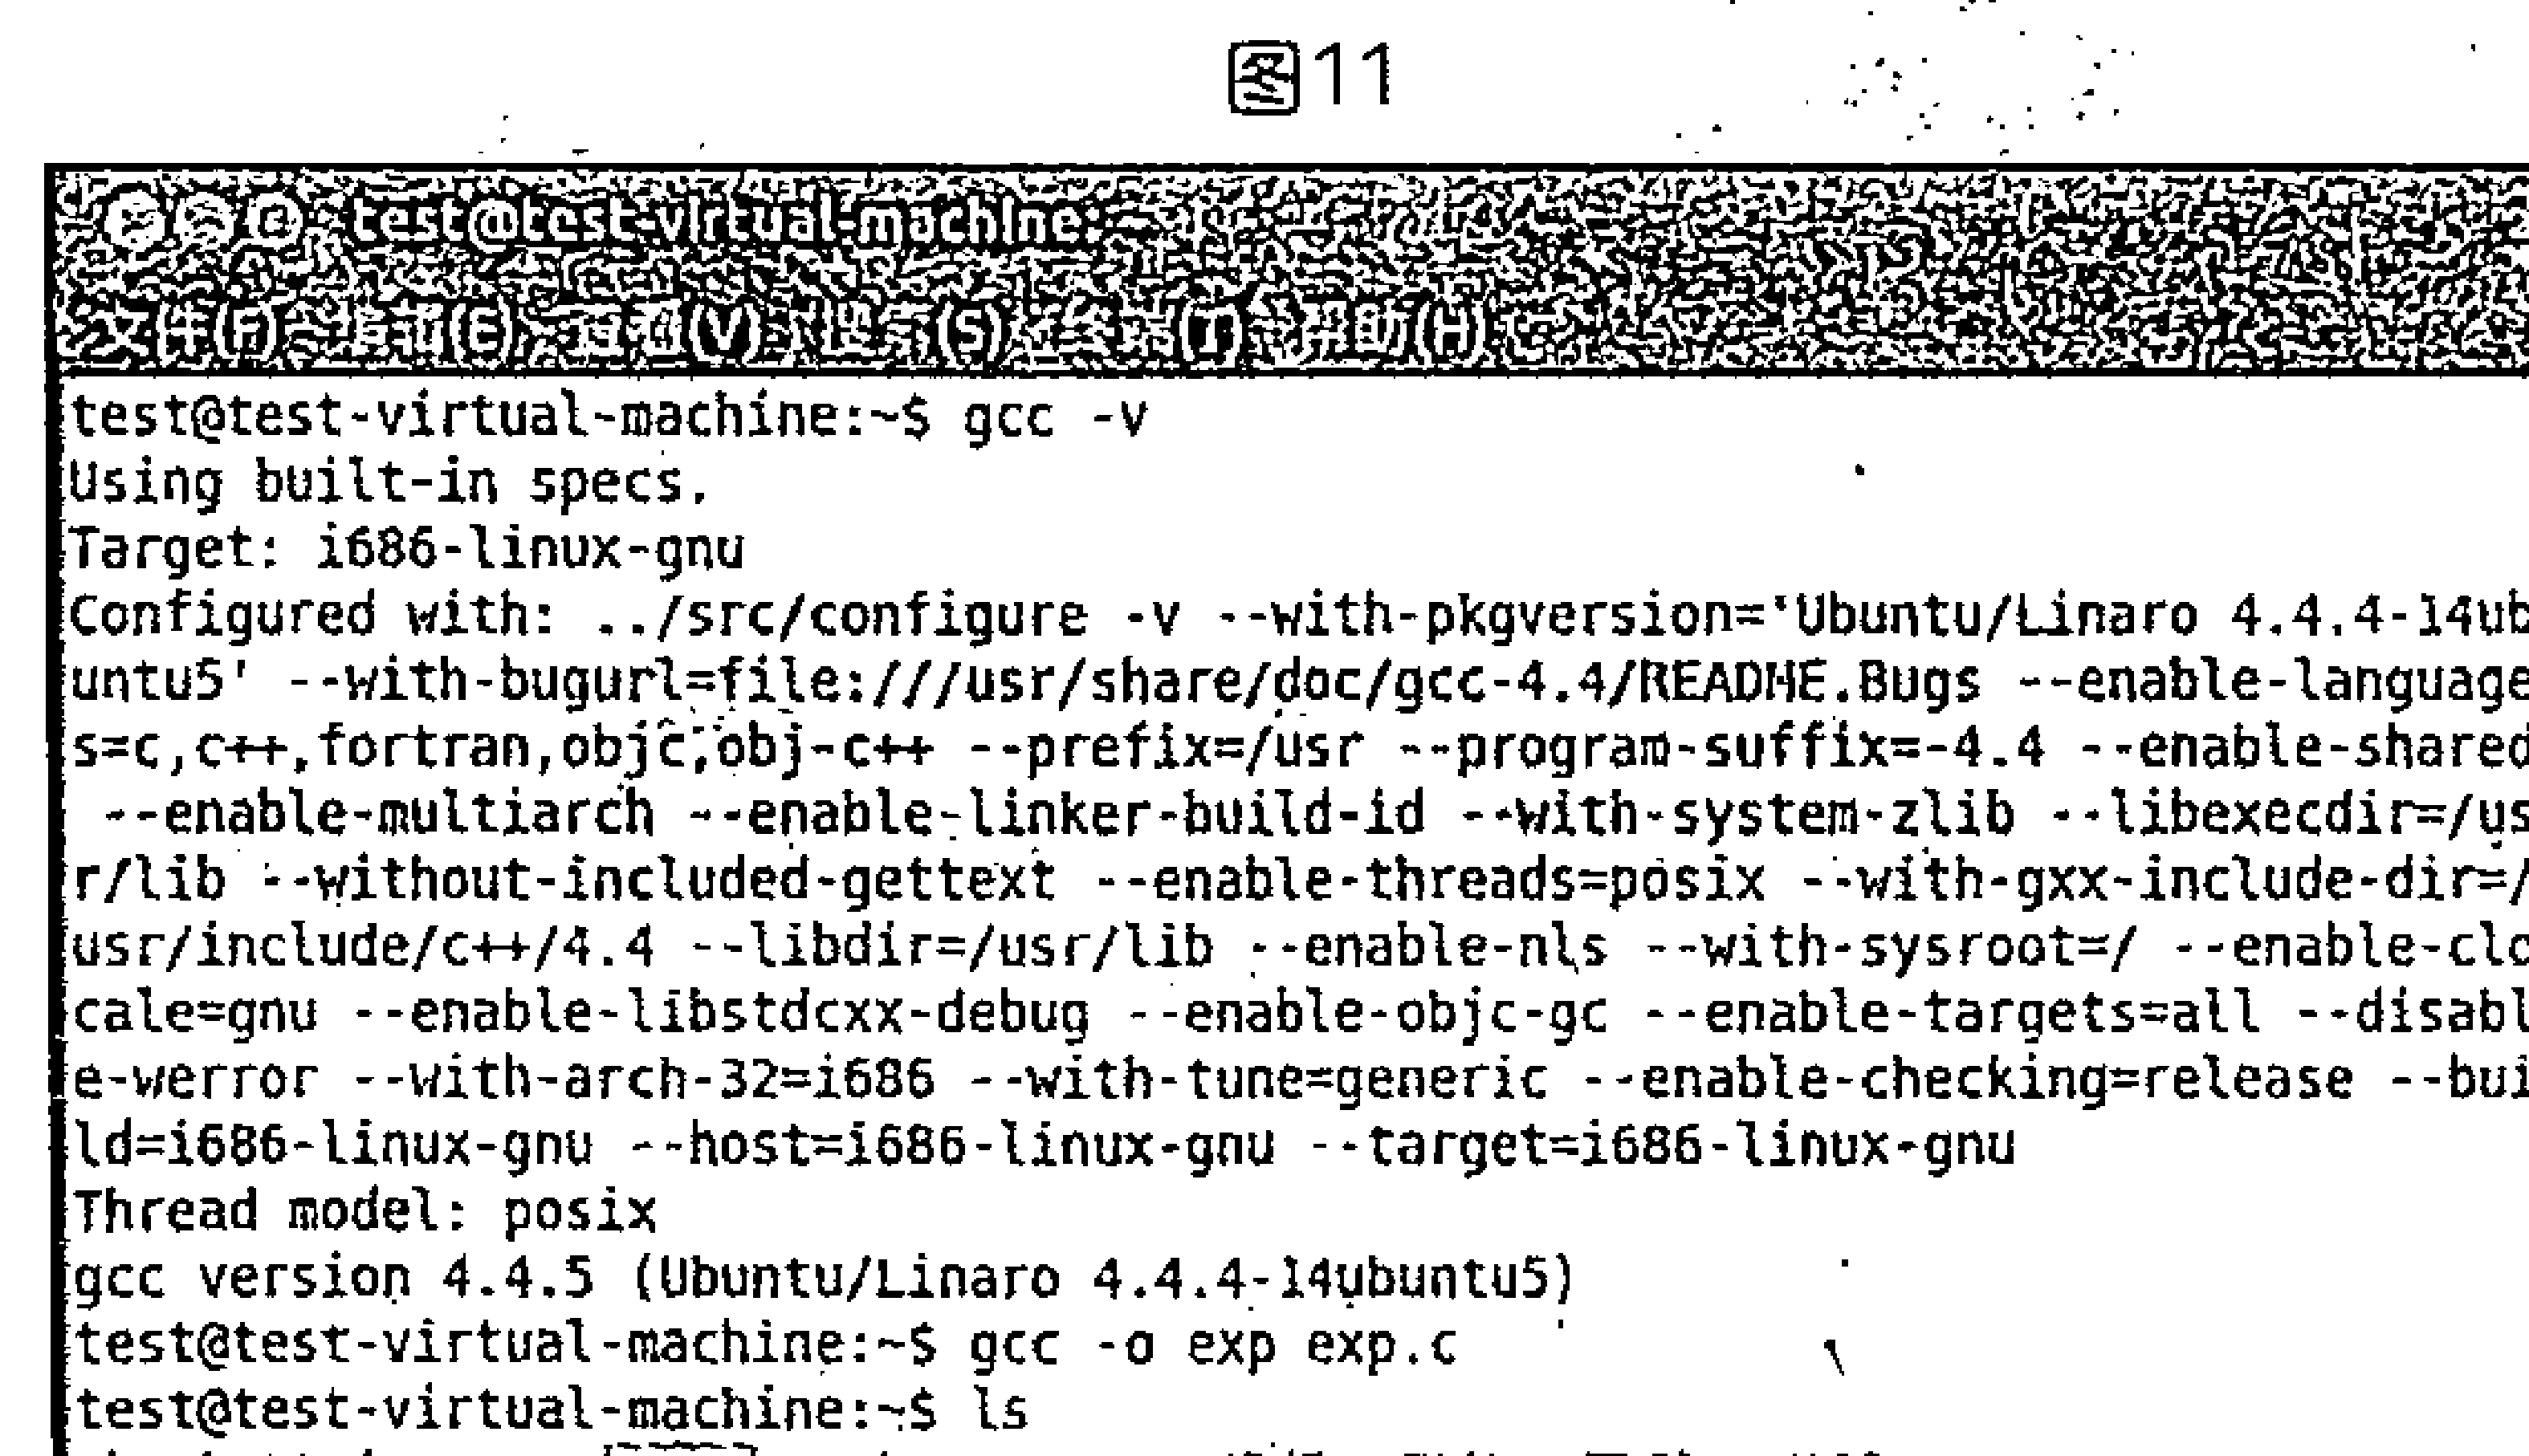 图11
test@test-virtual-machine:
文件(F) (E) (V) (S) (T) (H)
test@test-virtual-machine:~$ gcc -v
Using built-in specs.
Target: i686-linux-gnu
Configured with: ../src/configure -v --with-pkgversion='Ubuntu/Linaro 4.4.4-14ub
untu5' --with-bugurl=file:///usr/share/doc/gcc-4.4/README.Bugs --enable-language
s=c,c++,fortran,objc,obj-c++ --prefix=/usr --program-suffix=-4.4 --enable-shared
--enable-multiarch --enable-linker-build-id --with-system-zlib --libexecdir=/us
r/lib --without-included-gettext --enable-threads=posix --with-gxx-include-dir=/
usr/include/c++/4.4 --libdir=/usr/lib --enable-nls --with-sysroot=/ --enable-clo
cale=gnu --enable-libstdcxx-debug --enable-objc-gc --enable-targets=all --disabl
e-werror --with-arch-32=i686 --with-tune=generic --enable-checking=release --bui
ld=i686-linux-gnu --host=i686-linux-gnu --target=i686-linux-gnu
Thread model: posix
gcc version 4.4.5 (Ubuntu/Linaro 4.4.4-14ubuntu5)
test@test-virtual-machine:~$ gcc -o exp exp.c
test@test-virtual-machine:~$ ls